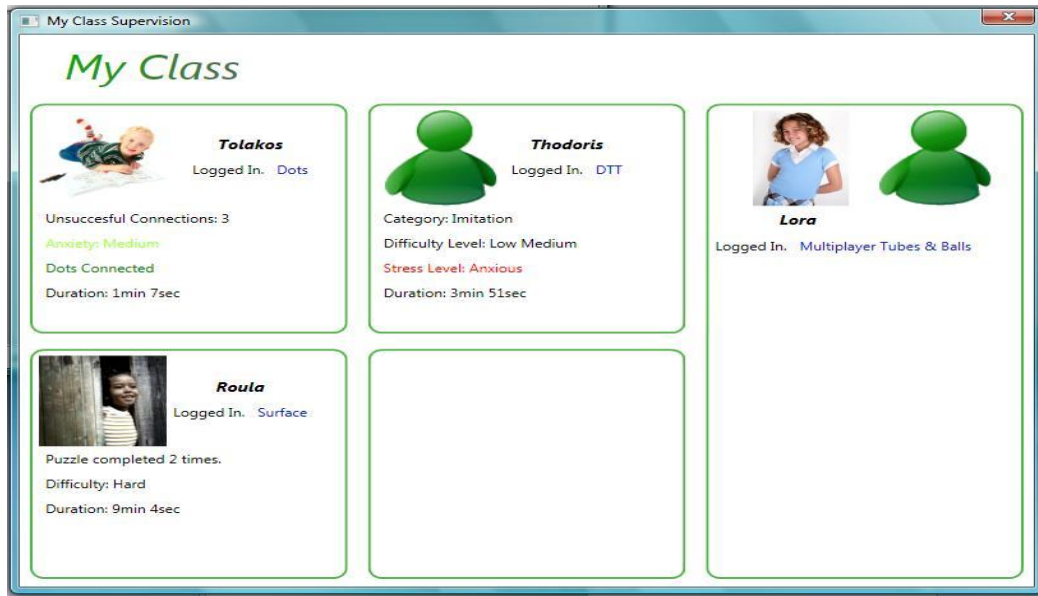 My Class Supervision
My Class
Tolakos
Logged In. Dots
Unsuccesful Connections: 3
Anxiety: Medium
Dots Connected
Duration: 1min 7sec
Thodoris
Logged In. DTT
Category: Imitation
Difficulty Level: Low Medium
Stress Level: Anxious
Duration: 3min 51sec
Lora
Logged In. Multiplayer Tubes & Balls
Roula
Logged In. Surface
Puzzle completed 2 times.
Difficulty: Hard
Duration: 9min 4sec